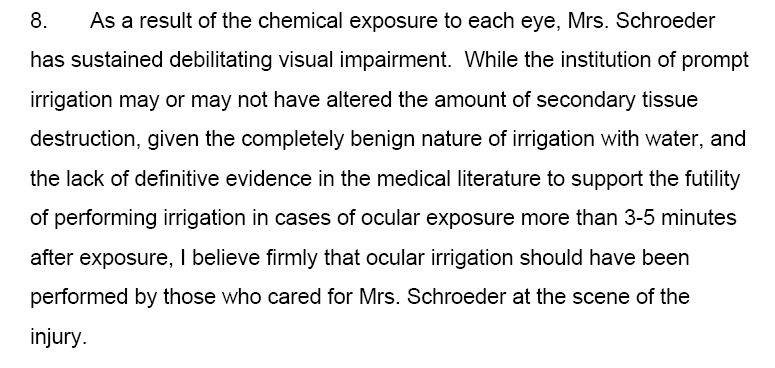 8. As a result of the chemical exposure to each eye, Mrs. Schroeder
has sustained debilitating visual impairment. While the institution of prompt
irrigation may or may not have altered the amount of secondary tissue
destruction, given the completely benign nature of irrigation with water, and
the lack of definitive evidence in the medical literature to support the futility
of performing irrigation in cases of ocular exposure more than 3-5 minutes
after exposure, I believe firmly that ocular irrigation should have been
performed by those who cared for Mrs. Schroeder at the scene of the
injury.